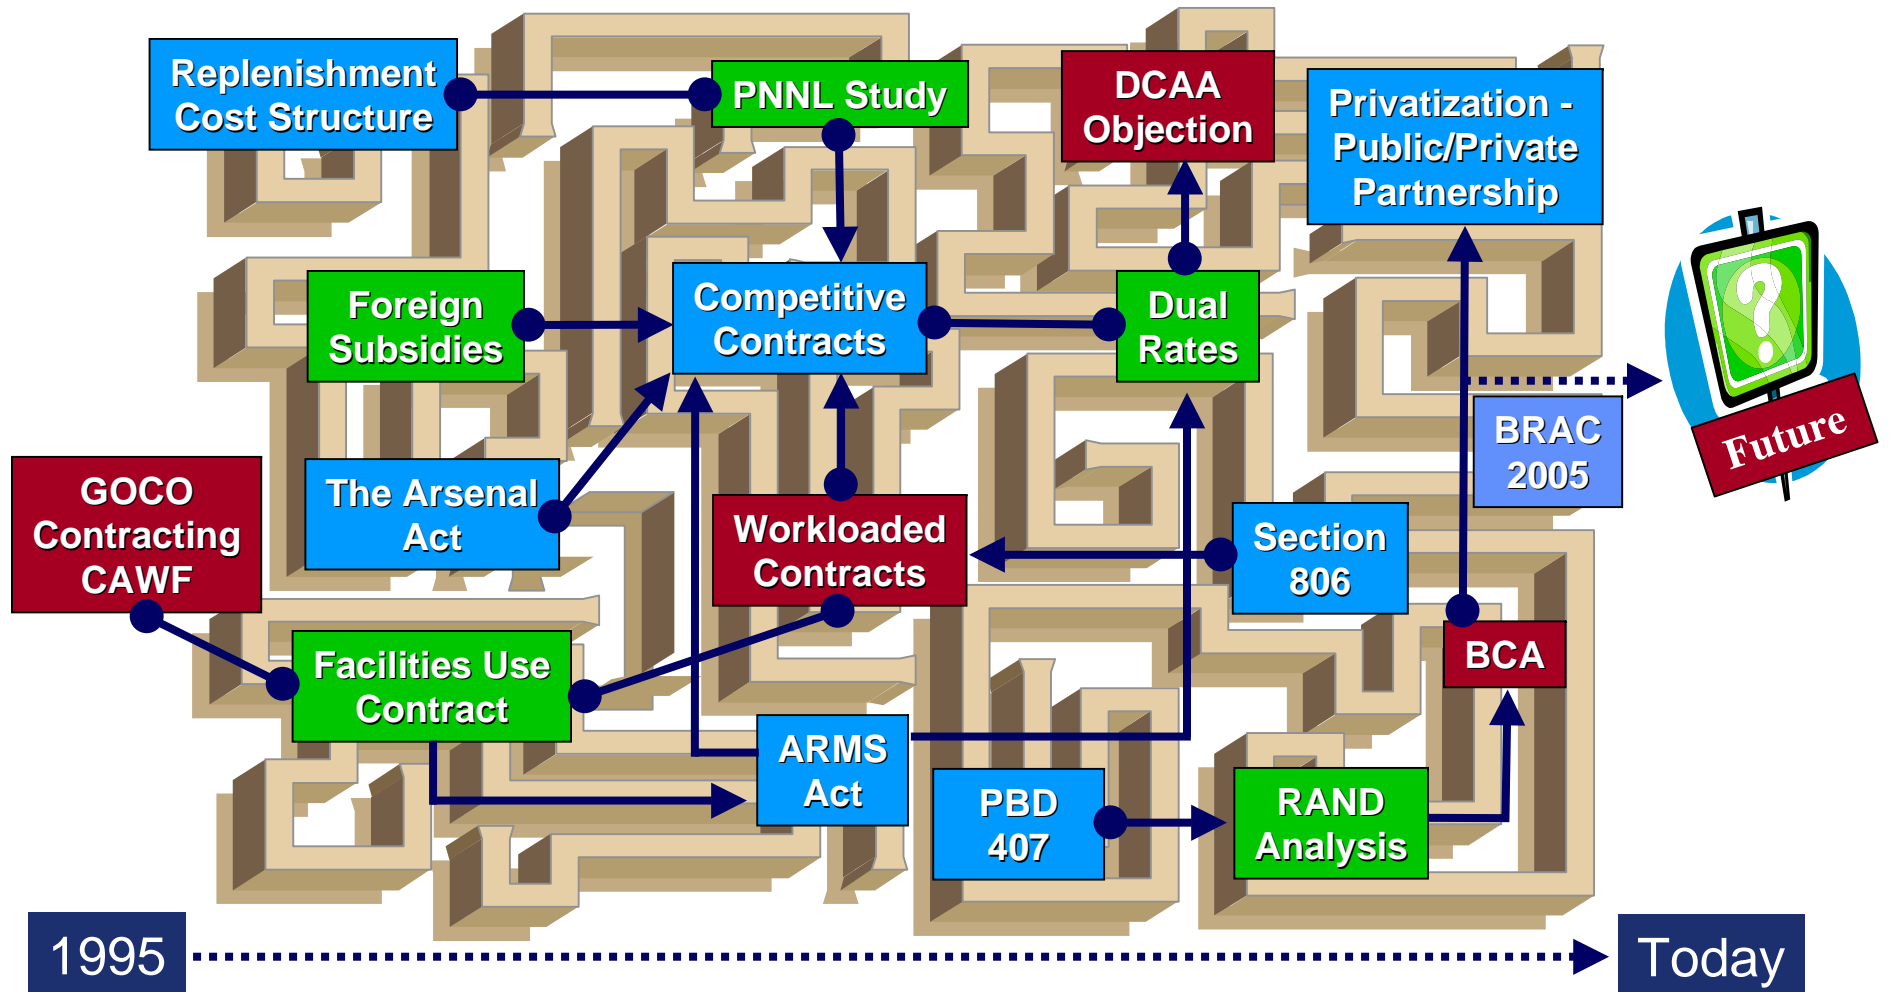 Replenishment
Cost Structure
PNNL Study
DCAA
Objection
Privatization -
Public/Private
Partnership
Foreign
Subsidies
Competitive
Contracts
Dual
Rates
?
Future
BRAC
2005
GOCO
Contracting
CAWF
The Arsenal
Act
Workloaded
Contracts
Section
806
Facilities Use
Contract
BCA
ARMS
Act
PBD
407
RAND
Analysis
1995
Today